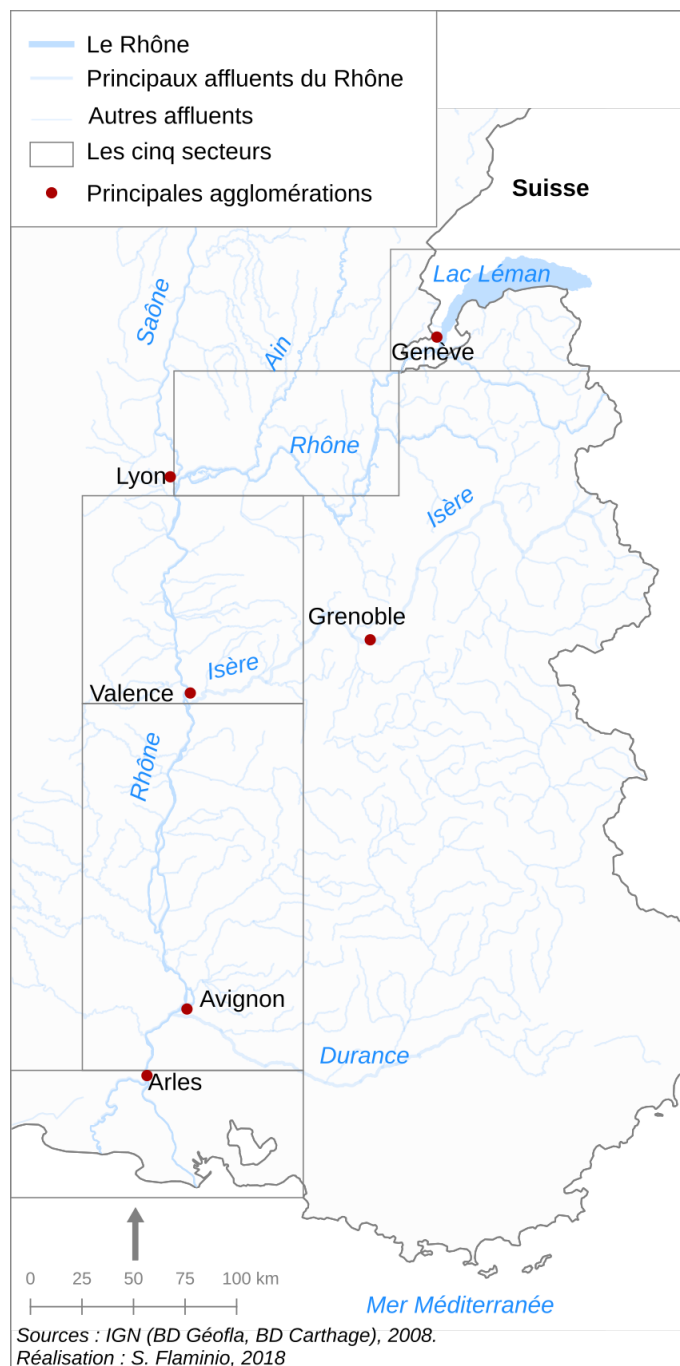 Le Rhône
Principaux affluents du Rhône
Autres affluents
Les cinq secteurs
Principales agglomérations
Suisse
Lac Léman
Saône
Ain
Genève
Rhône
Lyon
Isère
Grenoble
Isère
Valence
Rhône
Avignon
Durance
Arles
0 25 50 75 100 km
Mer Méditerranée
Sources : IGN (BD Géofla, BD Carthage), 2008.
Réalisation : S. Flaminio, 2018